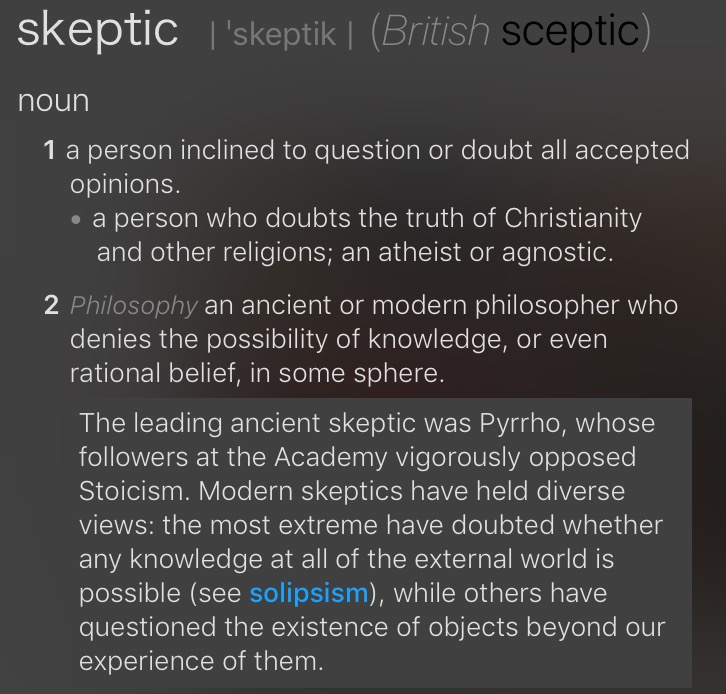 skeptic | 'skeptik | (British sceptic)
noun
1 a person inclined to question or doubt all accepted
opinions.
• a person who doubts the truth of Christianity
and other religions; an atheist or agnostic.
2 Philosophy an ancient or modern philosopher who
denies the possibility of knowledge, or even
rational belief, in some sphere.
The leading ancient skeptic was Pyrrho, whose
followers at the Academy vigorously opposed
Stoicism. Modern skeptics have held diverse
views: the most extreme have doubted whether
any knowledge at all of the external world is
possible (see solipsism), while others have
questioned the existence of objects beyond our
experience of them.